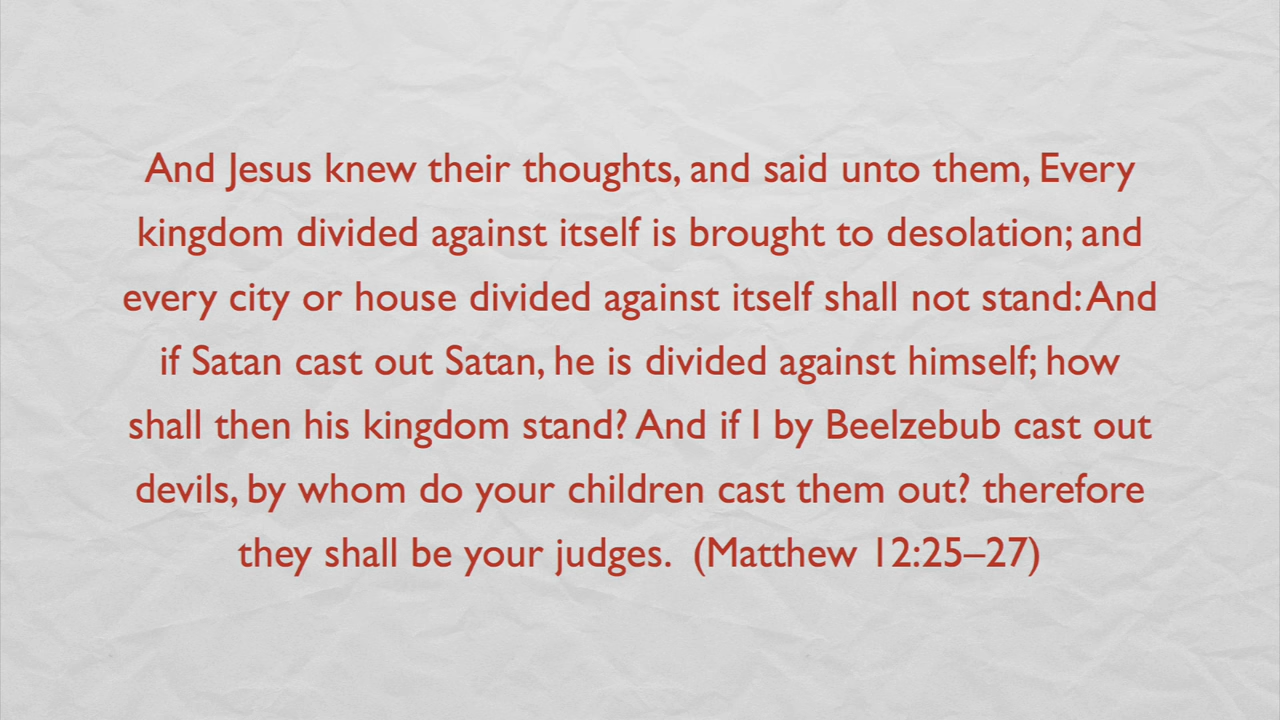 And Jesus knew their thoughts, and said unto them, Every
kingdom divided against itself is brought to desolation; and
every city or house divided against itself shall not stand: And
if Satan cast out Satan, he is divided against himself; how
shall then his kingdom stand? And if I by Beelzebub cast out
devils, by whom do your children cast them out? therefore
they shall be your judges.  (Matthew 12:25–27)